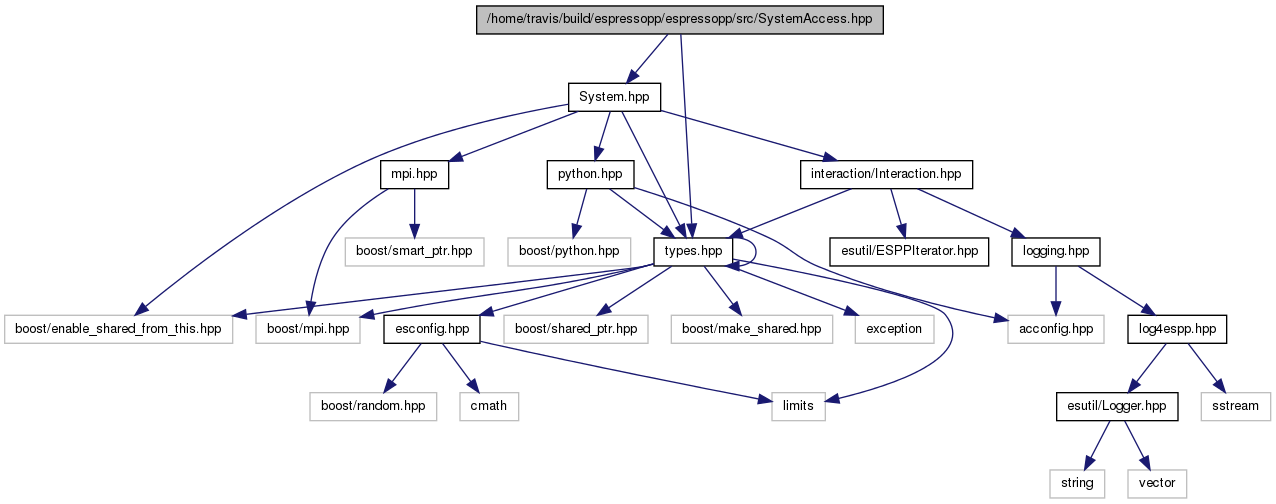 /home/travis/build/espressopp/espressopp/src/SystemAccess.hpp
System.hpp
mpi.hpp
python.hpp
interaction/Interaction.hpp
boost/smart_ptr.hpp
boost/python.hpp
types.hpp
esutil/ESPPIterator.hpp
logging.hpp
boost/enable_shared_from_this.hpp
boost/mpi.hpp
esconfig.hpp
boost/shared_ptr.hpp
boost/make_shared.hpp
exception
acconfig.hpp
log4espp.hpp
boost/random.hpp
cmath
limits
esutil/Logger.hpp
sstream
string
vector